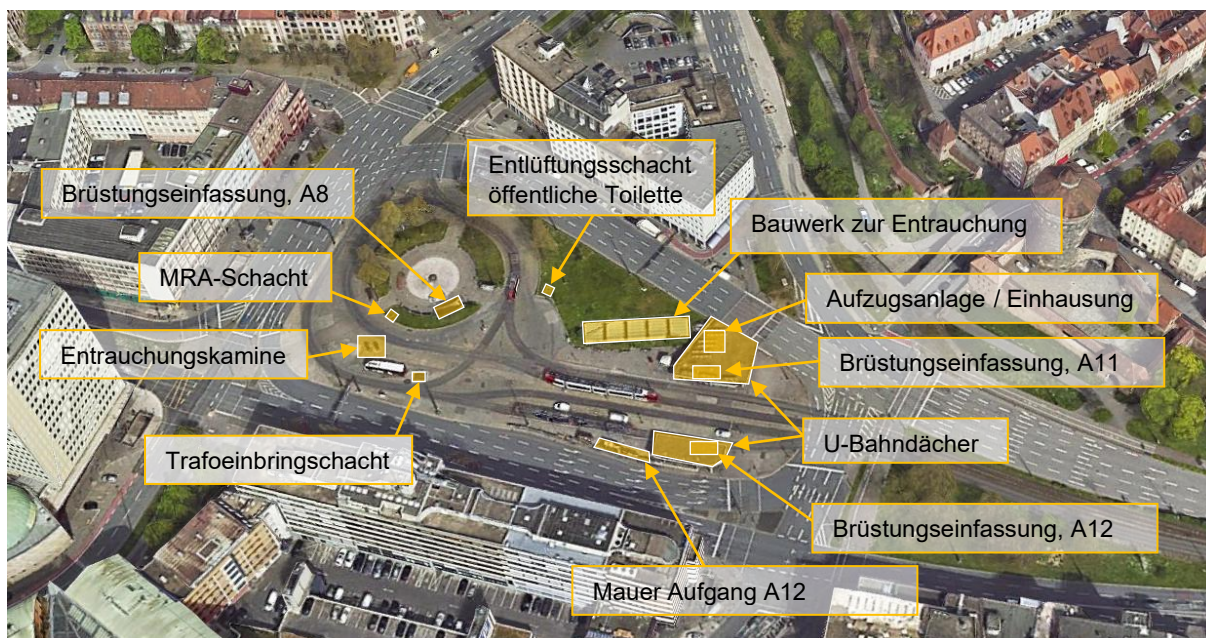 Entlüftungsschacht
öffentliche Toilette
Brüstungseinfassung, A8
Bauwerk zur Entrauchung
MRA-Schacht
Aufzugsanlage / Einhausung
Entrauchungskamine
Brüstungseinfassung, A11
Trafoeinbringschacht
U-Bahndächer
Brüstungseinfassung, A12
Mauer Aufgang A12